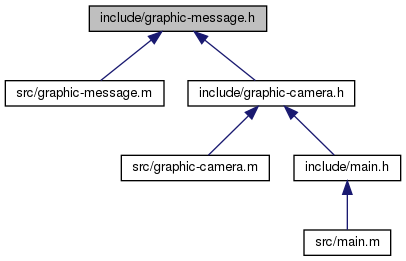 include/graphic-message.h
src/graphic-message.m
include/graphic-camera.h
src/graphic-camera.m
include/main.h
src/main.m